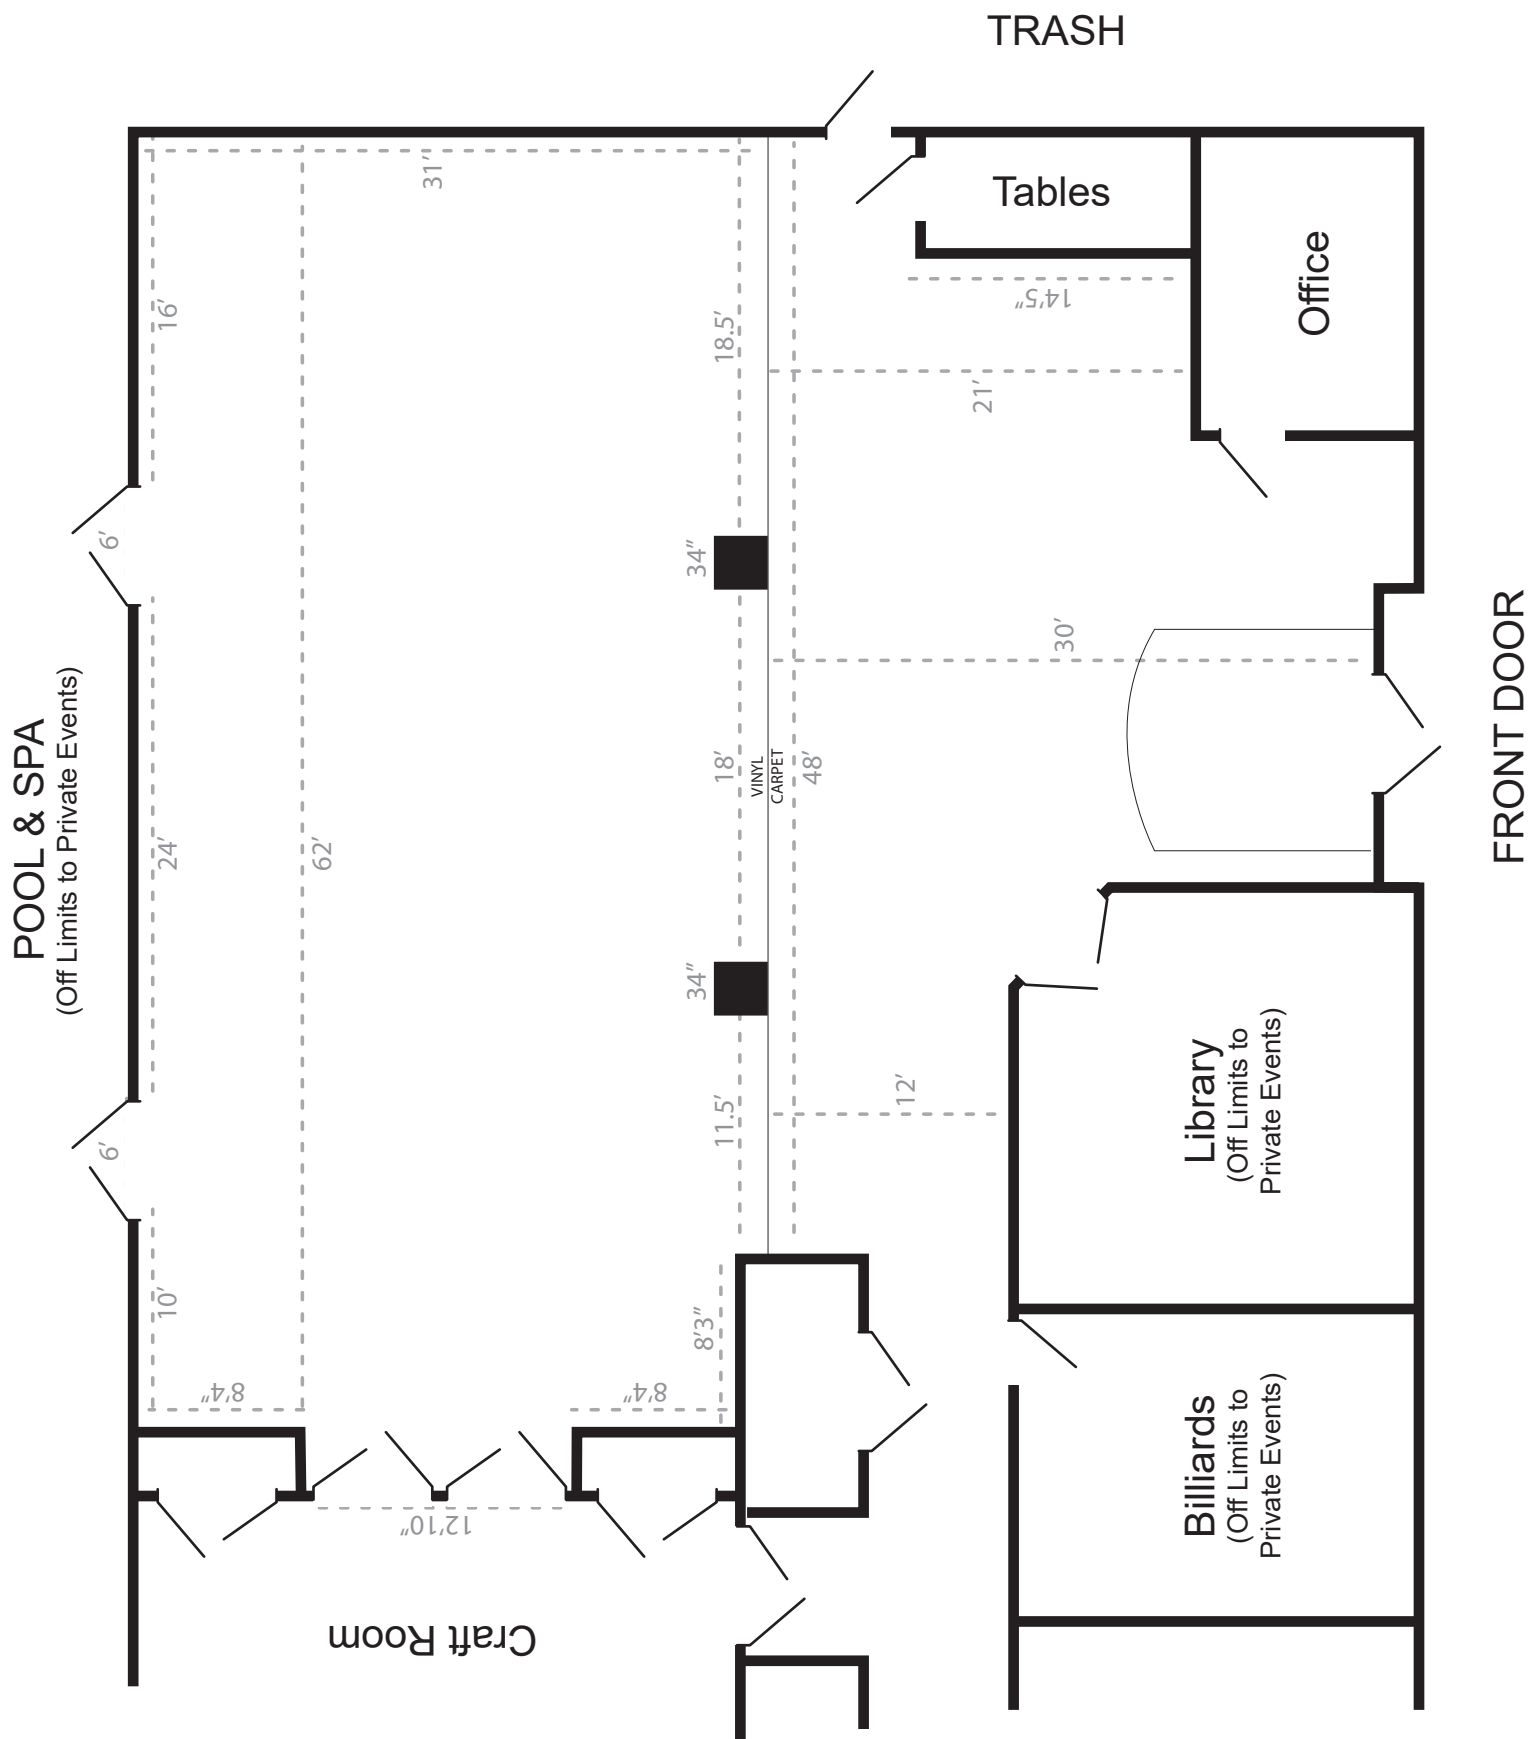 TRASH
31′
Tables
Office
16′
18.5′
14′5″
21′
6′
34″
30′
POOL & SPA
(Off Limits to Private Events)
FRONT DOOR
24′
62′
18′
VINYL
CARPET
48′
34″
12′
11.5′
6′
Library
(Off Limits to
Private Events)
10′
8′3″
8′4″
8′4″
Billiards
(Off Limits to
Private Events)
12′10″
Craft Room